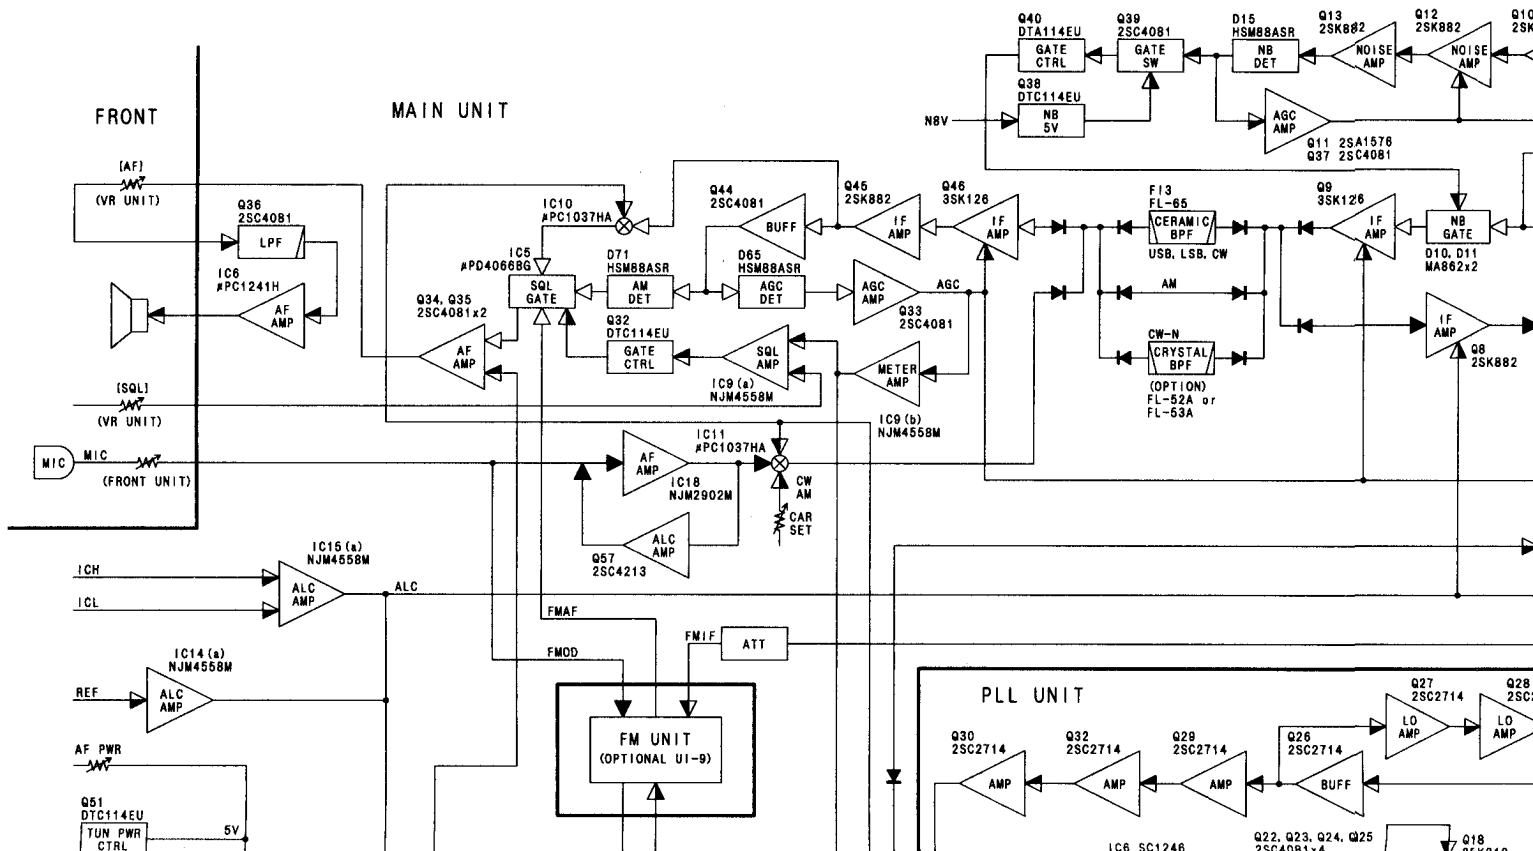 FRONT
MAIN UNIT
Q40
DTA114EU
GATE
CTRL
Q39
2SC4081
GATE
SW
D15
HSM88ASR
NB
DET
Q13
2SK882
NOISE
AMP
Q12
2SK882
NOISE
AMP
Q10
Q38
DTC114EU
NB
5V
N8V
AGC
AMP
Q11 2SA1576
Q37 2SC4081
[AF]
(VR UNIT)
Q36
2SC4081
LPF
IC6
μPC1241H
AF
AMP
IC10
μPC1037HA
IC5
μPD4066BG
SQL
GATE
Q44
2SC4081
BUFF
Q45
2SK882
IF
AMP
Q46
3SK126
IF
AMP
FI3
FL-65
CERAMIC
BPF
USB, LSB, CW
Q9
3SK126
IF
AMP
NB
GATE
D10, D11
MA862x2
D71
HSM88ASR
AM
DET
D65
HSM88ASR
AGC
DET
AGC
AMP
AGC
Q33
2SC4081
AM
IF
AMP
Q8
2SK882
Q34, Q35
2SC4081x2
AF
AMP
Q32
DTC114EU
GATE
CTRL
SQL
AMP
IC9(a)
NJM4558M
METER
AMP
IC9(b)
NJM4558M
CW-N
CRYSTAL
BPF
(OPTION)
FL-52A or
FL-53A
[SQL]
(VR UNIT)
MIC
MIC
(FRONT UNIT)
AF
AMP
IC11
μPC1037HA
IC18
NJM2902M
CW
AM
CAR
SET
ALC
AMP
Q57
2SC4213
IC15(a)
NJM4558M
ICH
ICL
ALC
AMP
ALC
FMAF
FMOD
FMIF
ATT
IC14(a)
NJM4558M
REF
ALC
AMP
FM UNIT
(OPTIONAL UI-9)
PLL UNIT
Q27
2SC2714
LO
AMP
Q28
LO
AMP
Q30
2SC2714
AMP
Q32
2SC2714
AMP
Q29
2SC2714
AMP
Q26
2SC2714
BUFF
AF PWR
Q51
DTC114EU
TUN PWR
CTRL
5V
IC6 SC1246
Q22, Q23, Q24, Q25
2SC4081x4
Q18